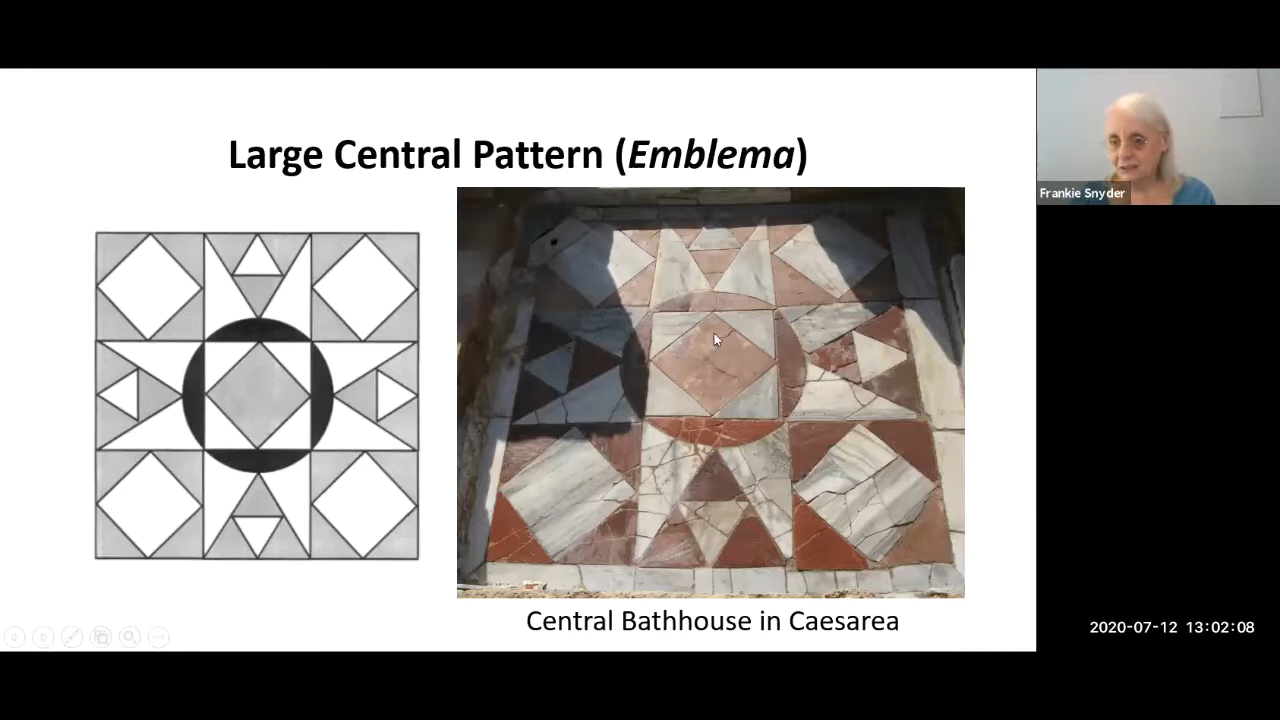 Large Central Pattern (Emblema)
Frankie Snyder
Central Bathhouse in Caesarea
2020-07-12 13:02:08